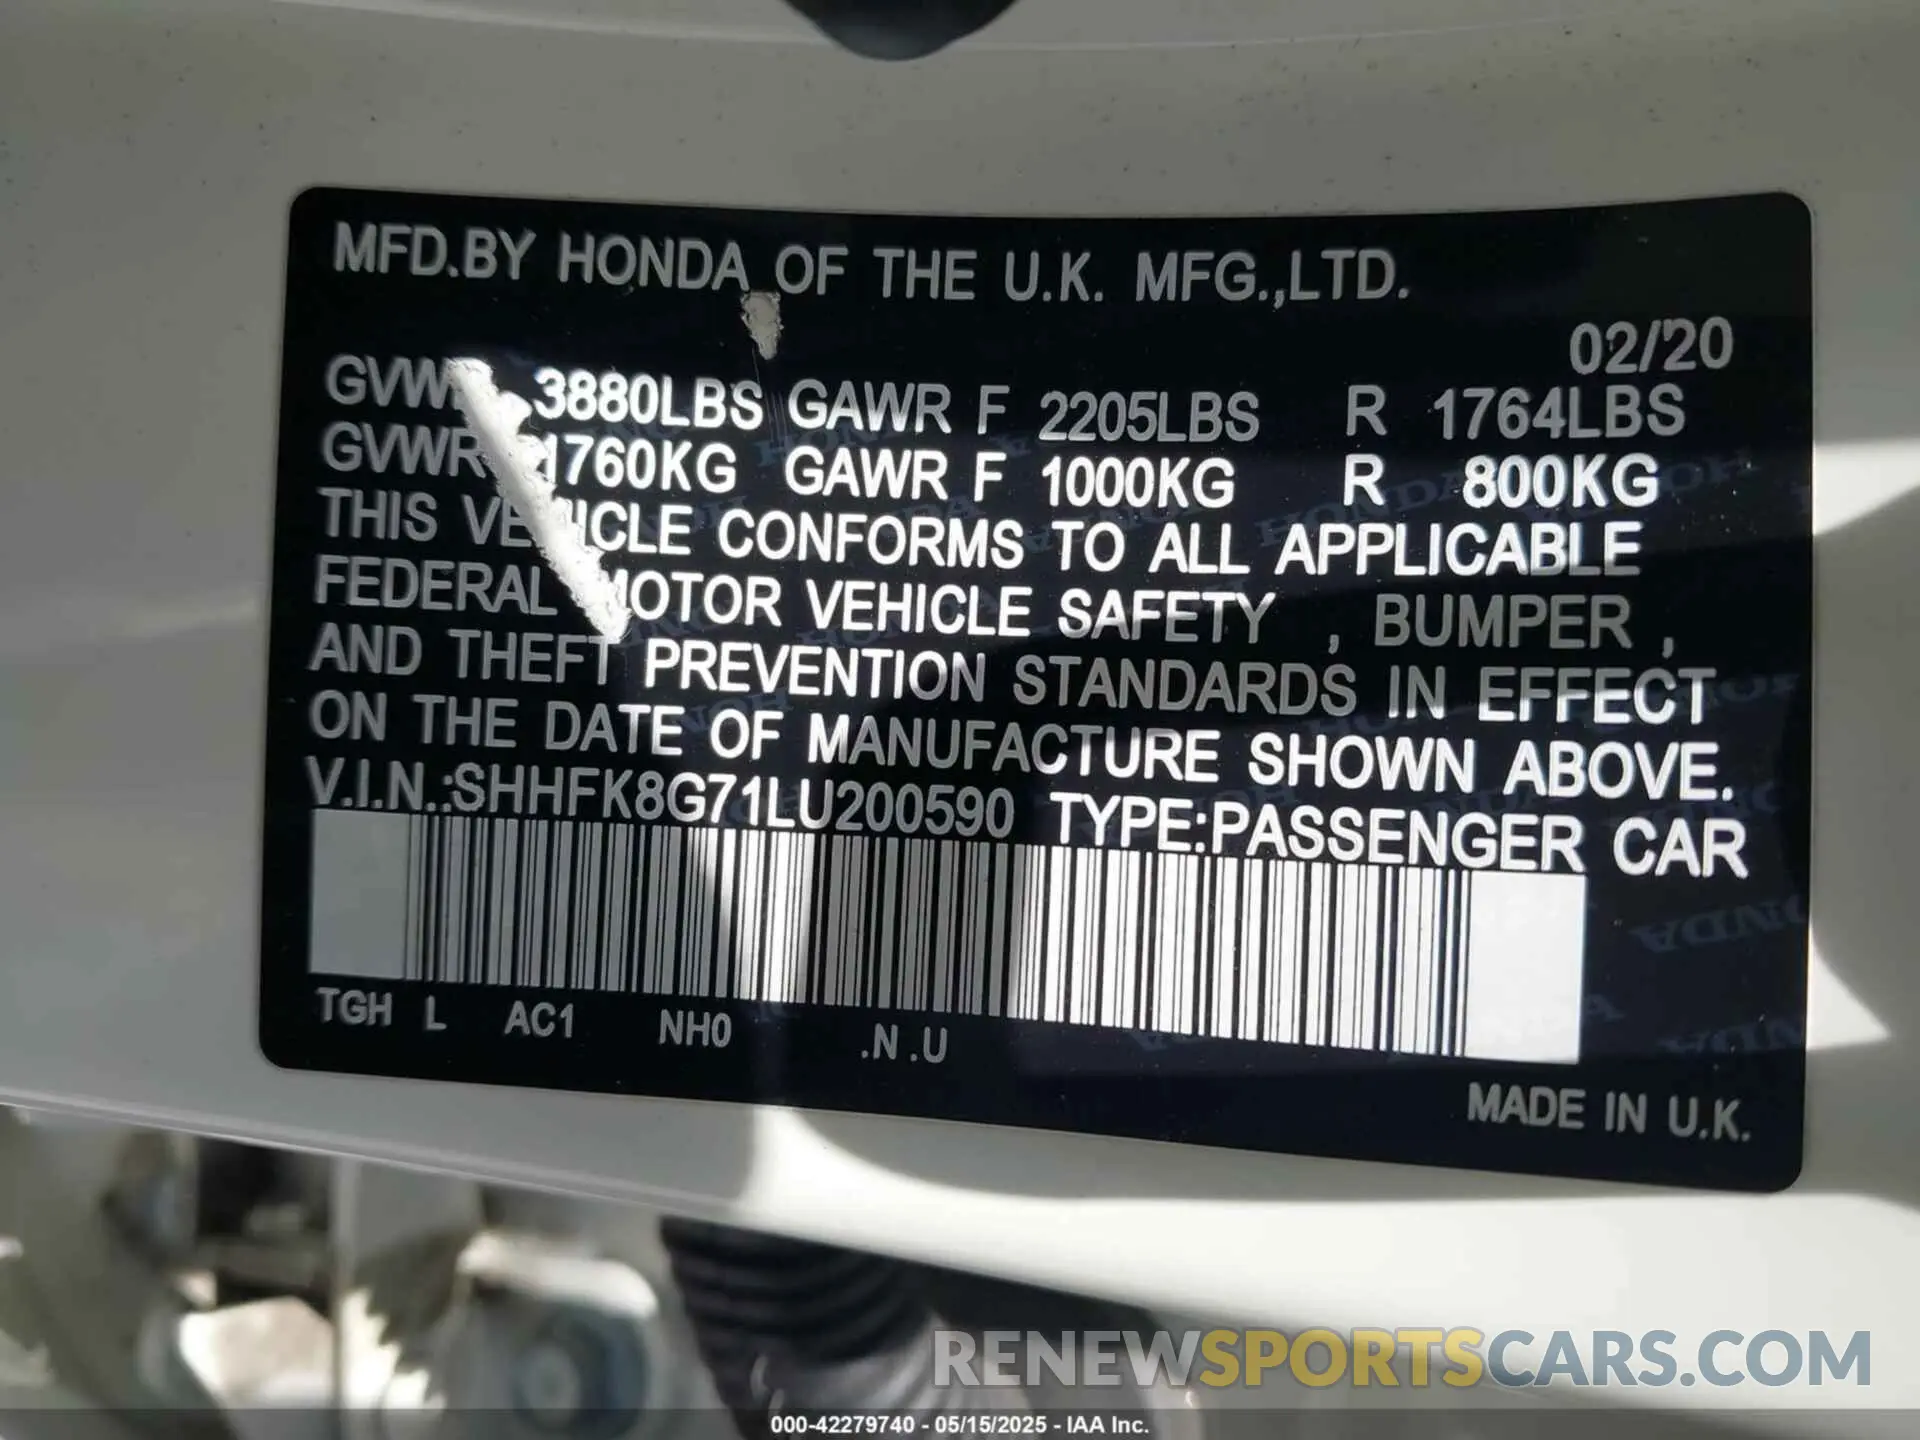 MFD.BY HONDA OF THE U.K. MFG.,LTD.
02/20
3880LBS GAWR F 2205LBS R 1764LBS
GVWR 1760KG GAWR F 1000KG R 800KG
THIS VEHICLE CONFORMS TO ALL APPLICABLE
FEDERAL MOTOR VEHICLE SAFETY , BUMPER ,
AND THEFT PREVENTION STANDARDS IN EFFECT
ON THE DATE OF MANUFACTURE SHOWN ABOVE.
V.I.N.:SHHFK8G71LU200590 TYPE:PASSENGER CAR
TGH L AC1 NH0 .N .U
MADE IN U.K.
RENEWSPORTSCARS.COM
000-42279740 - 05/15/2025 - IAA Inc.